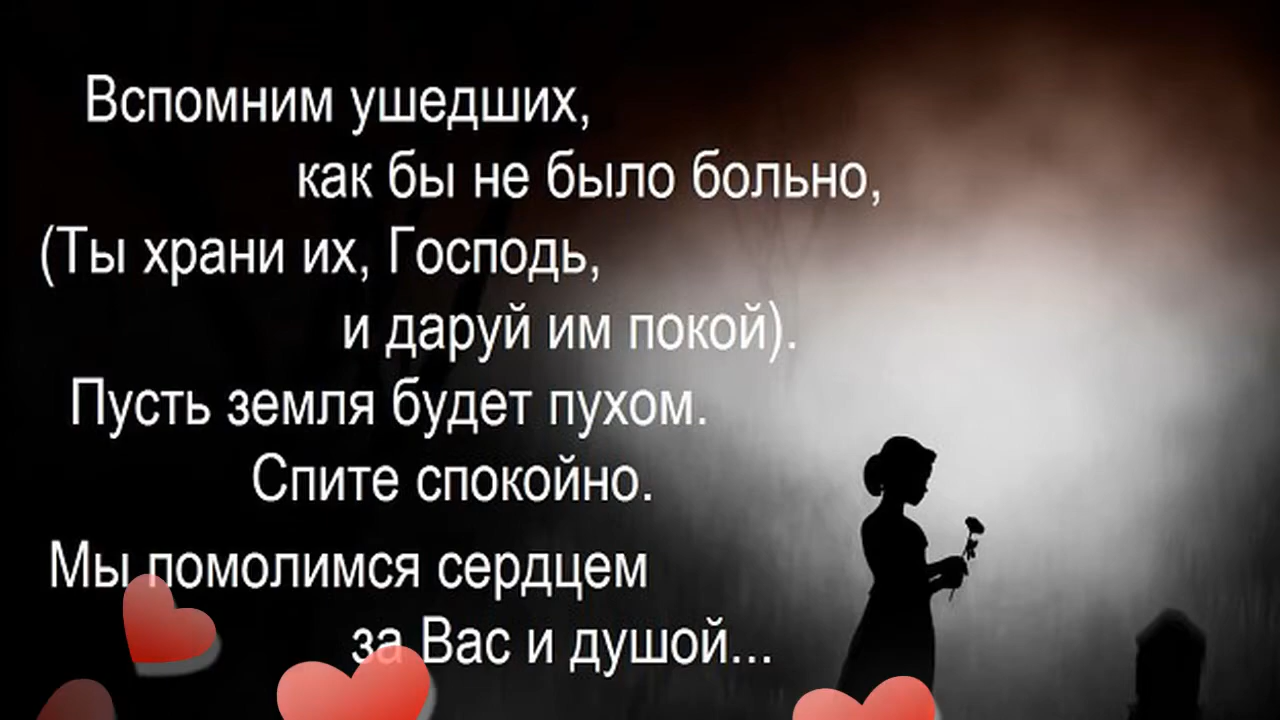 Вспомним ушедших,
как бы не было больно,
(Ты храни их, Господь,
и даруй им покой).
Пусть земля будет пухом.
Спите спокойно.
Мы помолимся сердцем
за Вас и душой...